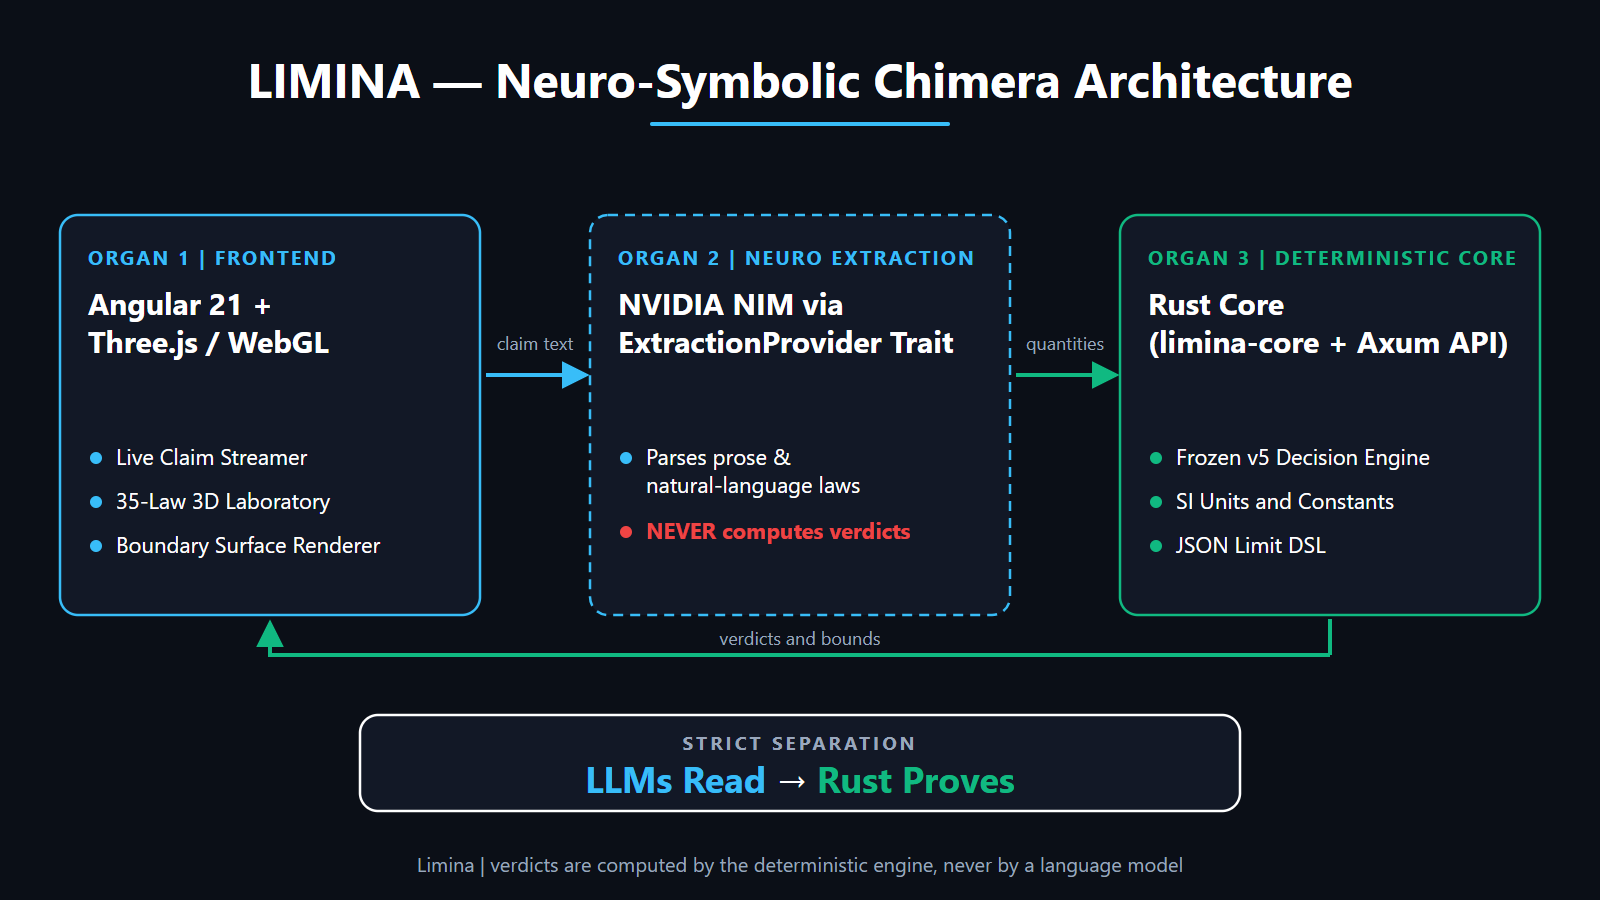 LIMINA — Neuro-Symbolic Chimera Architecture
ORGAN 1 | FRONTEND
Angular 21 +
Three.js / WebGL
Live Claim Streamer
35-Law 3D Laboratory
Boundary Surface Renderer
claim text
ORGAN 2 | NEURO EXTRACTION
NVIDIA NIM via
ExtractionProvider Trait
Parses prose &
natural-language laws
NEVER computes verdicts
quantities
ORGAN 3 | DETERMINISTIC CORE
Rust Core
(limina-core + Axum API)
Frozen v5 Decision Engine
SI Units and Constants
JSON Limit DSL
verdicts and bounds
STRICT SEPARATION
LLMs Read → Rust Proves
Limina | verdicts are computed by the deterministic engine, never by a language model